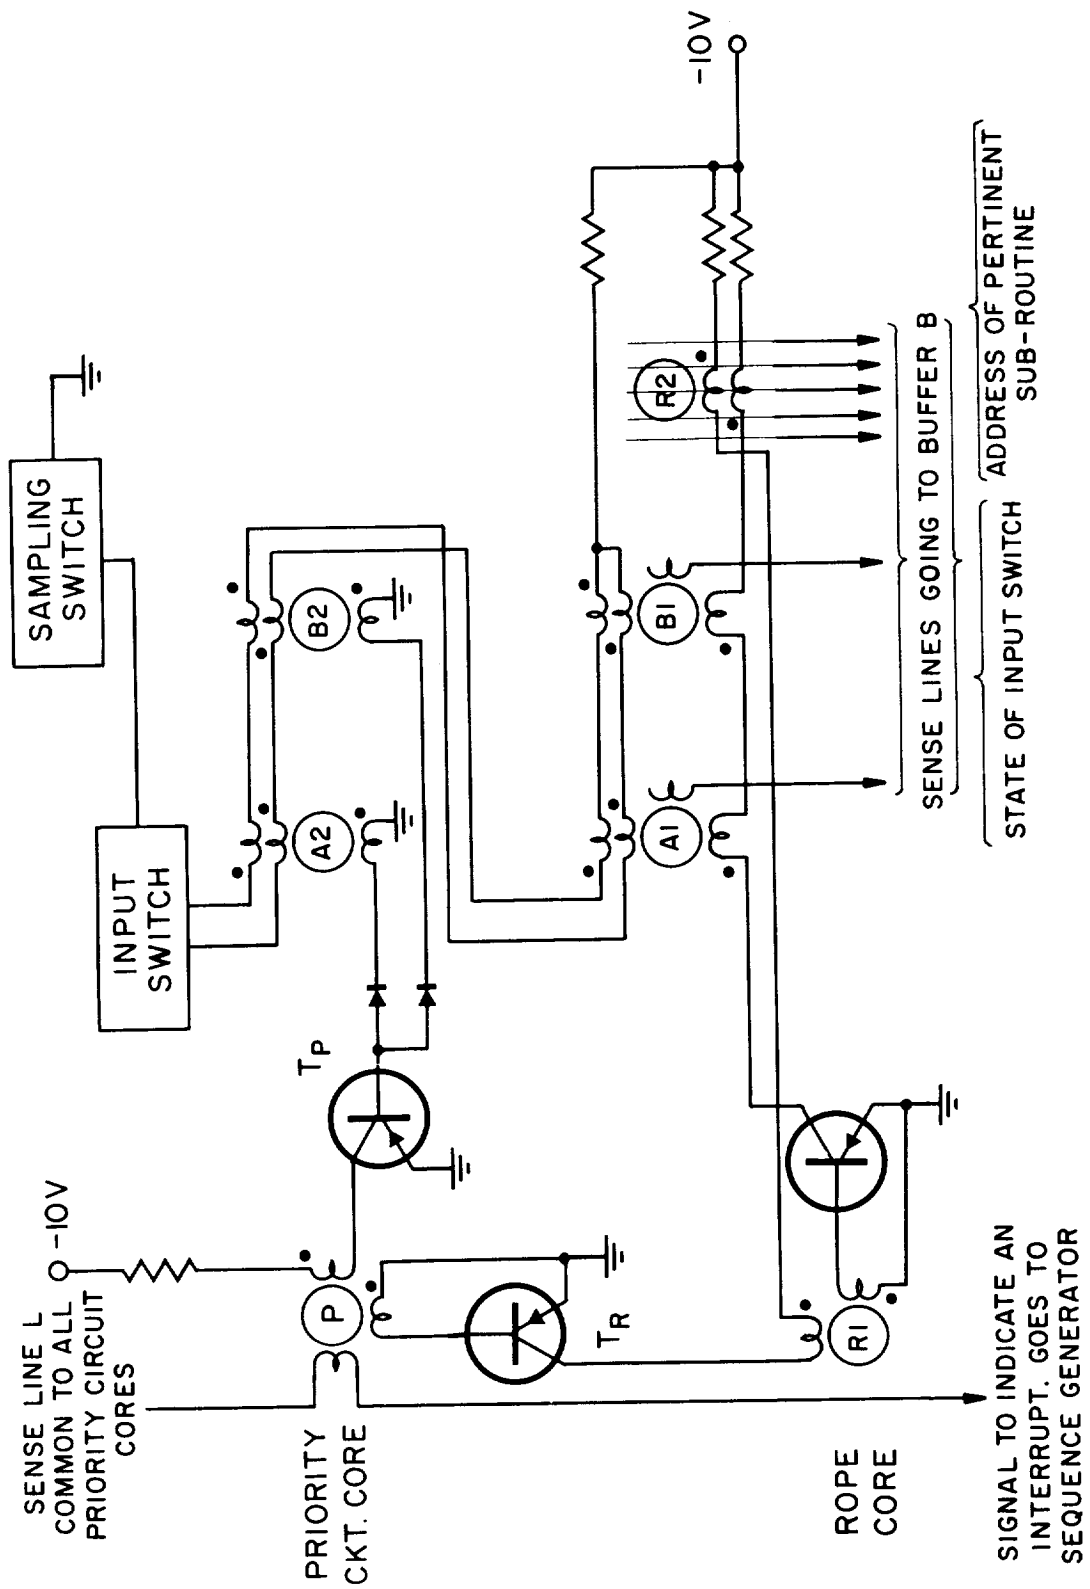 SENSE LINE L
COMMON TO ALL
PRIORITY CIRCUIT
CORES
-10V
PRIORITY
CKT. CORE
P
TR
TP
INPUT
SWITCH
SAMPLING
SWITCH
A2
B2
A1
B1
R2
-10V
R1
ROPE
CORE
SIGNAL TO INDICATE AN
INTERRUPT. GOES TO
SEQUENCE GENERATOR
SENSE LINES GOING TO BUFFER B
STATE OF INPUT SWITCH
ADDRESS OF PERTINENT
SUB-ROUTINE